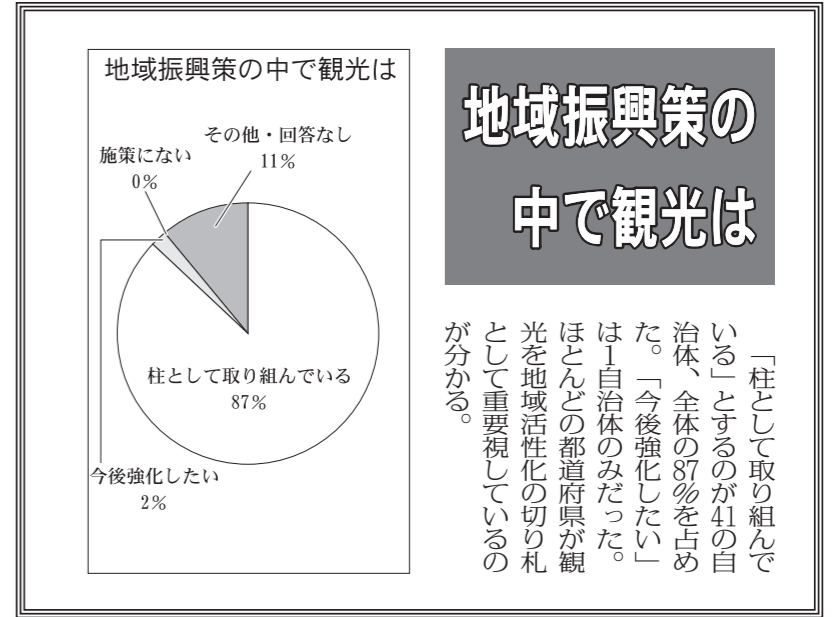 地域振興策の
中で観光は
「柱として取り組んで
いる」とするのが41の自
治体、全体の87％を占め
た。「今後強化したい」
は1自治体のみだった。
ほとんどの都道府県が観
光を地域活性化の切り札
として重要視しているの
が分かる。
地域振興策の中で観光は
その他・回答なし
11％
施策にない
0％
柱として取り組んでいる
87％
今後強化したい
2％